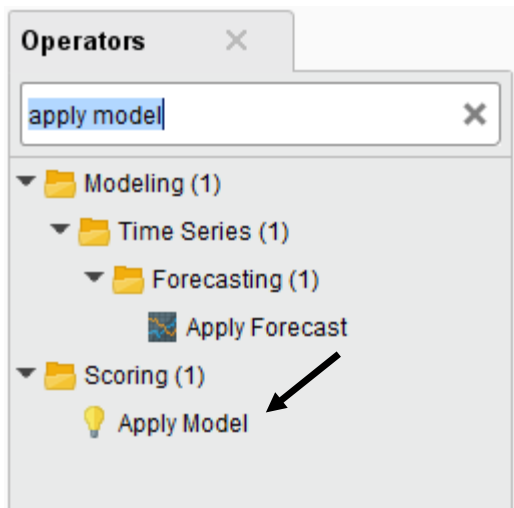 Operators
apply model
Modeling (1)
Time Series (1)
Forecasting (1)
Apply Forecast
Scoring (1)
Apply Model